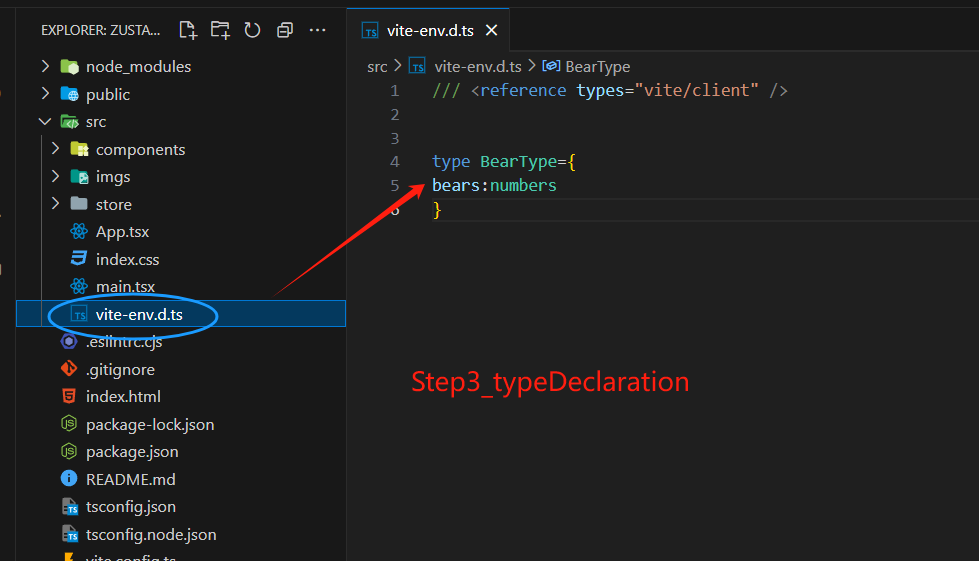 EXPLORER: ZUSTA...
node_modules
public
src
components
imgs
store
App.tsx
index.css
main.tsx
vite-env.d.ts
.eslintrc.cjs
.gitignore
index.html
package-lock.json
package.json
README.md
tsconfig.json
tsconfig.node.json
vite.config.ts
vite-env.d.ts
src > vite-env.d.ts > BearType
1 /// <reference types="vite/client" />
2
3
4 type BearType={
5 bears:numbers
6 }
Step3_typeDeclaration